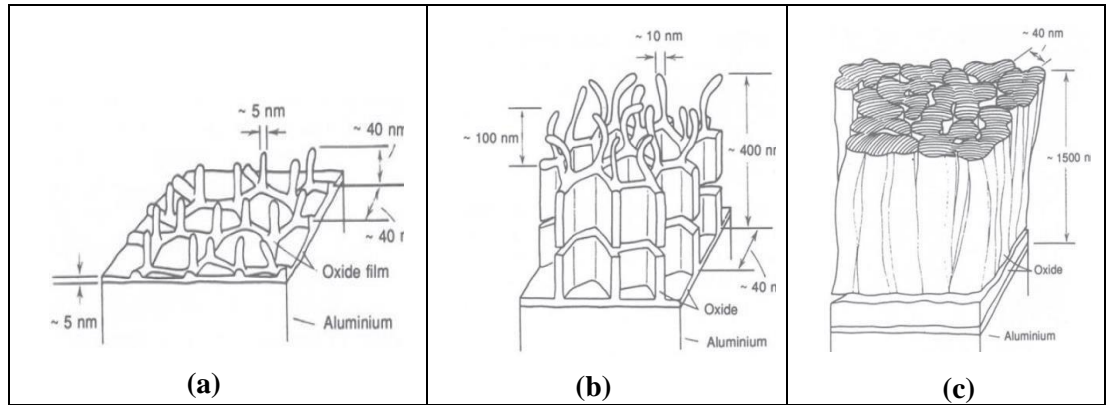 ~ 5 nm
~ 40 nm
~ 40 n
Oxide film
~ 5 nm
Aluminium
(a)
~ 10 nm
~ 100 nm
~ 400 nm
~ 40 n
Oxide
Aluminium
(b)
~ 40 nm
~ 1500 n
Oxide
Aluminium
(c)